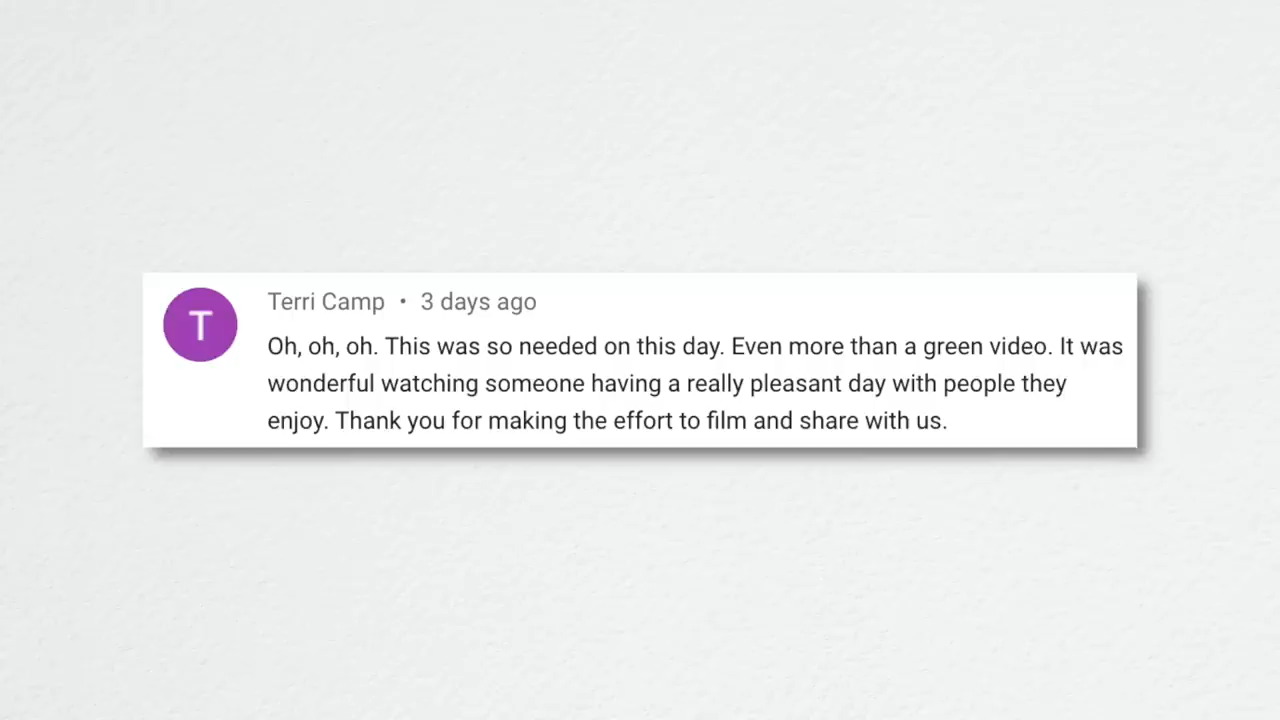 T
Terri Camp • 3 days ago
Oh, oh, oh. This was so needed on this day. Even more than a green video. It was
wonderful watching someone having a really pleasant day with people they
enjoy. Thank you for making the effort to film and share with us.